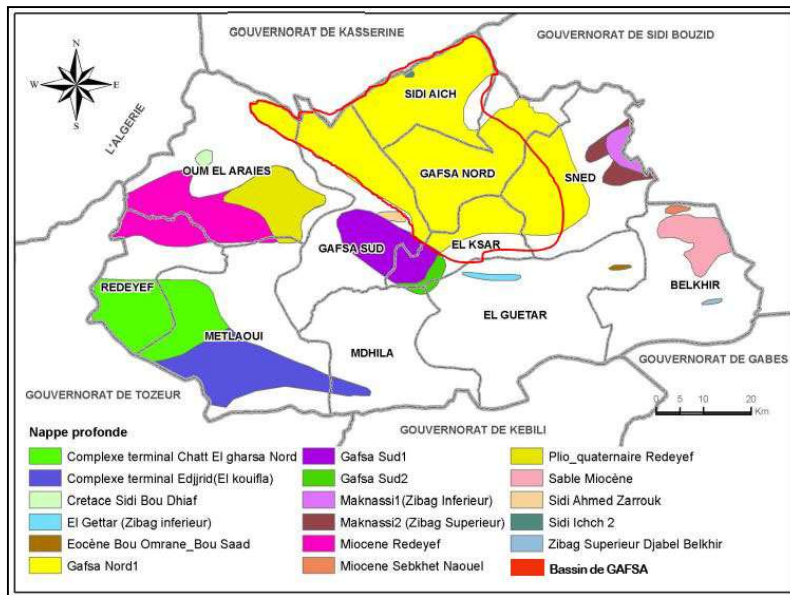 GOUVERNORAT DE KASSERINE
GOUVERNORAT DE SIDI BOUZID
N
W E
S
L'ALGERIE
SIDI AICH
OUM EL ARAIES
GAFSA NORD
SNED
GAFSA SUD
EL KSAR
REDEYEF
BELKHIR
METLAOUI
EL GUETAR
MDHILA
GOUVERNORAT DE GABES
GOUVERNORAT DE TOZEUR
GOUVERNORAT DE KEBILI
0 5 10 20
Km
Nappe profonde
Complexe terminal Chatt El gharsa Nord
Complexe terminal Edjjrid(El kouifla)
Cretace Sidi Bou Dhiaf
El Gettar (Zibag inferieur)
Eocène Bou Omrane_Bou Saad
Gafsa Nord1
Gafsa Sud1
Gafsa Sud2
Maknassi1(Zibag Inferieur)
Maknassi2 (Zibag Superieur)
Miocene Redeyef
Miocene Sebkhet Naouel
Plio_quaternaire Redeyef
Sable Miocène
Sidi Ahmed Zarrouk
Sidi Ichch 2
Zibag Superieur Djabel Belkhir
Bassin de GAFSA